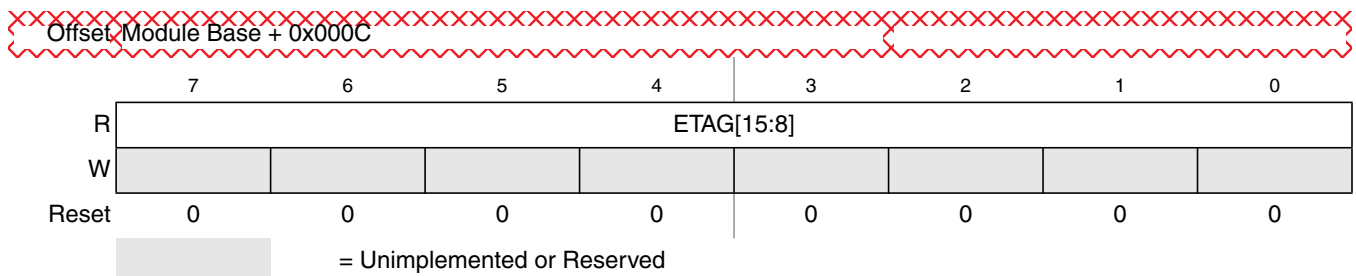 Offset Module Base + 0x000C
7 6 5 4 3 2 1 0
R ETAG[15:8]
W
Reset 0 0 0 0 0 0 0 0
= Unimplemented or Reserved